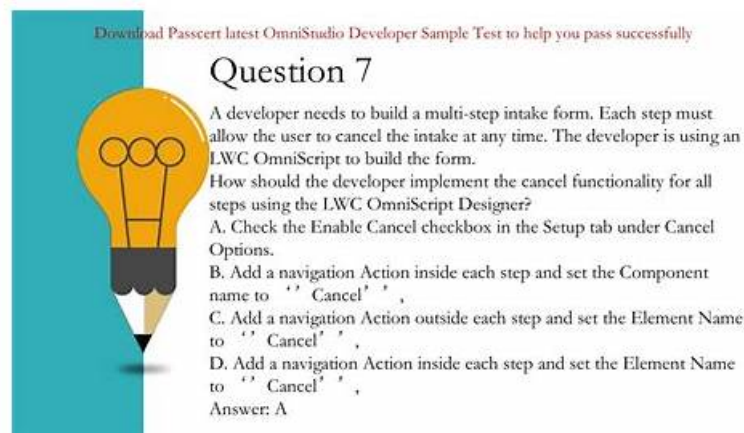 Download Passcert latest OmniStudio Developer Sample Test to help you pass successfully
Question 7
A developer needs to build a multi-step intake form. Each step must
allow the user to cancel the intake at any time. The developer is using an
LWC OmniScript to build the form.
How should the developer implement the cancel functionality for all
steps using the LWC OmniScript Designer?
A. Check the Enable Cancel checkbox in the Setup tab under Cancel
Options.
B. Add a navigation Action inside each step and set the Component
name to ‘’ Cancel’ ’ ,
C. Add a navigation Action outside each step and set the Element Name
to ‘’ Cancel’ ’ ,
D. Add a navigation Action inside each step and set the Element Name
to ‘’ Cancel’ ’ ,
Answer: A